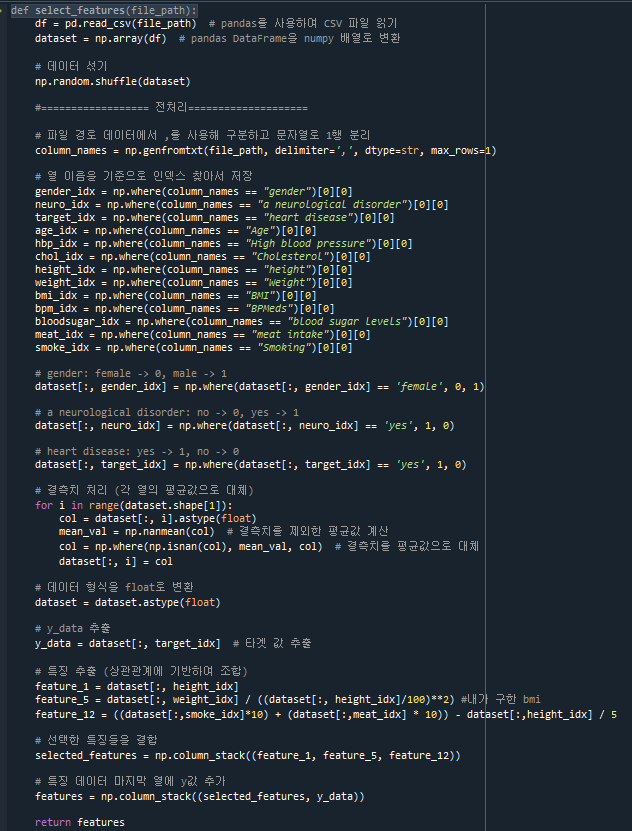 def select_features(file_path):
df = pd.read_csv(file_path)  # pandas를 사용하여 CSV 파일 읽기
dataset = np.array(df)  # pandas DataFrame을 numpy 배열로 변환
# 데이터 섞기
np.random.shuffle(dataset)
#================== 전처리====================
# 파일 경로 데이터에서 ,를 사용해 구분하고 문자열로 1행 분리
column_names = np.genfromtxt(file_path, delimiter=',', dtype=str, max_rows=1)
# 열 이름을 기준으로 인덱스 찾아서 저장
gender_idx = np.where(column_names == "gender")[0][0]
neuro_idx = np.where(column_names == "a neurological disorder")[0][0]
target_idx = np.where(column_names == "heart disease")[0][0]
age_idx = np.where(column_names == "Age")[0][0]
hbp_idx = np.where(column_names == "High blood pressure")[0][0]
chol_idx = np.where(column_names == "Cholesterol")[0][0]
height_idx = np.where(column_names == "height")[0][0]
weight_idx = np.where(column_names == "Weight")[0][0]
bmi_idx = np.where(column_names == "BMI")[0][0]
bpm_idx = np.where(column_names == "BPMeds")[0][0]
bloodsugar_idx = np.where(column_names == "blood sugar levels")[0][0]
meat_idx = np.where(column_names == "meat intake")[0][0]
smoke_idx = np.where(column_names == "Smoking")[0][0]
# gender: female -> 0, male -> 1
dataset[:, gender_idx] = np.where(dataset[:, gender_idx] == 'female', 0, 1)
# a neurological disorder: no -> 0, yes -> 1
dataset[:, neuro_idx] = np.where(dataset[:, neuro_idx] == 'yes', 1, 0)
# heart disease: yes -> 1, no -> 0
dataset[:, target_idx] = np.where(dataset[:, target_idx] == 'yes', 1, 0)
# 결측치 처리 (각 열의 평균값으로 대체)
for i in range(dataset.shape[1]):
col = dataset[:, i].astype(float)
mean_val = np.nanmean(col)  # 결측치를 제외한 평균값 계산
col = np.where(np.isnan(col), mean_val, col)  # 결측치를 평균값으로 대체
dataset[:, i] = col
# 데이터 형식을 float로 변환
dataset = dataset.astype(float)
# y_data 추출
y_data = dataset[:, target_idx]  # 타겟 값 추출
# 특징 추출 (상관관계에 기반하여 조합)
feature_1 = dataset[:, height_idx]
feature_5 = dataset[:, weight_idx] / ((dataset[:, height_idx]/100)**2) #내가 구한 bmi
feature_12 = ((dataset[:,smoke_idx]*10) + (dataset[:,meat_idx] * 10)) - dataset[:,height_idx] / 5
# 선택한 특징들을 결합
selected_features = np.column_stack((feature_1, feature_5, feature_12))
# 특징 데이터 마지막 열에 y값 추가
features = np.column_stack((selected_features, y_data))
return features